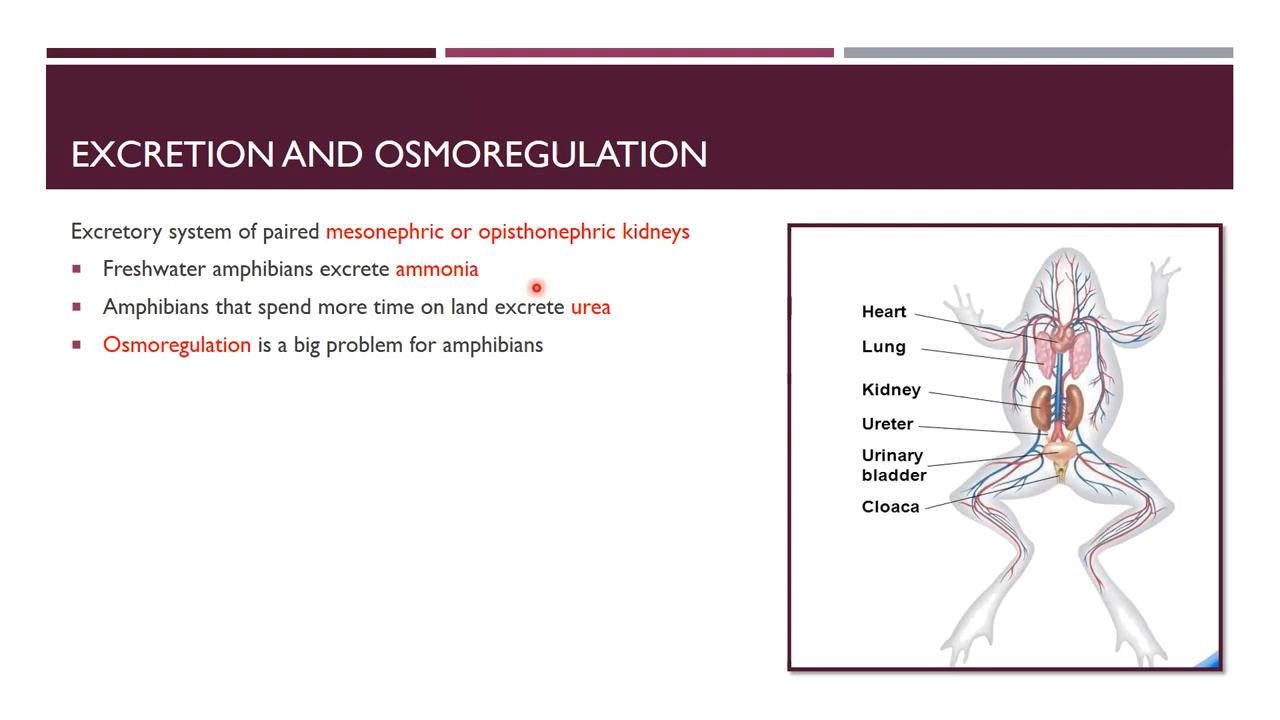 EXCRETION AND OSMOREGULATION
Excretory system of paired mesonephric or opisthonephric kidneys
Freshwater amphibians excrete ammonia
Amphibians that spend more time on land excrete urea
Osmoregulation is a big problem for amphibians
Heart
Lung
Kidney
Ureter
Urinary
bladder
Cloaca